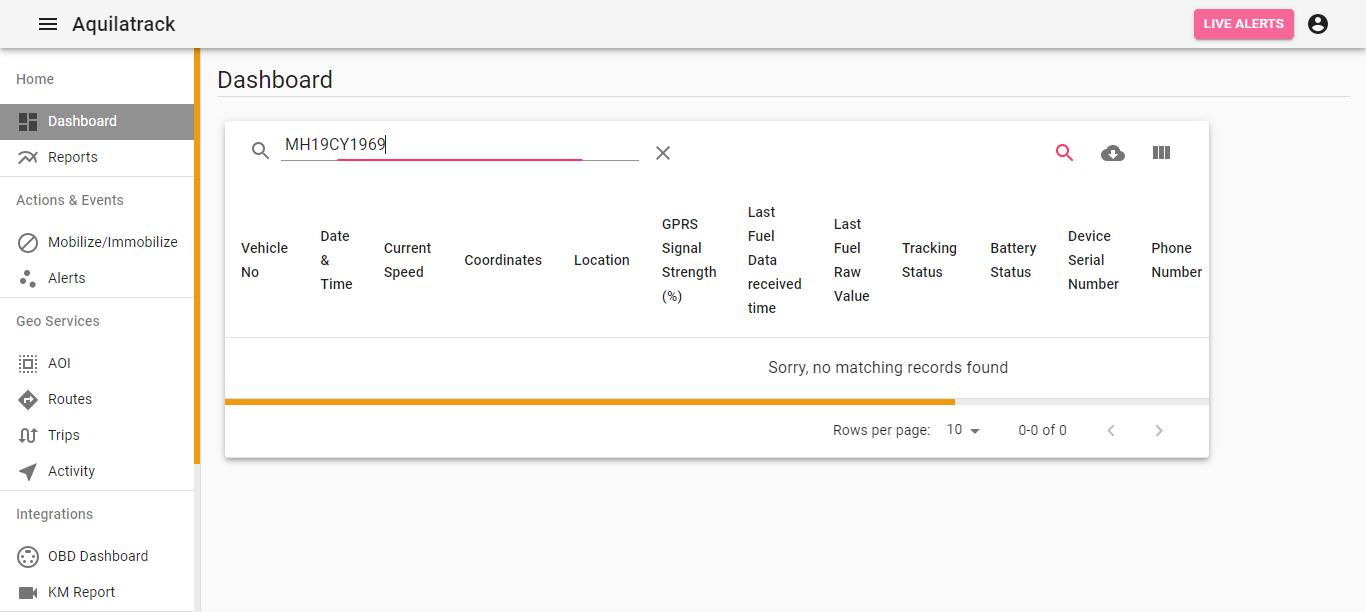 Aquilatrack
LIVE ALERTS
Home
Dashboard
Reports
Actions & Events
Mobilize/Immobilize
Alerts
Geo Services
AOI
Routes
Trips
Activity
Integrations
OBD Dashboard
KM Report
Dashboard
MH19CY1969
Vehicle
No
Date
&
Time
Current
Speed
Coordinates
Location
GPRS
Signal
Strength
(%)
Last
Fuel
Data
received
time
Last
Fuel
Raw
Value
Tracking
Status
Battery
Status
Device
Serial
Number
Phone
Number
Sorry, no matching records found
Rows per page: 10 0-0 of 0